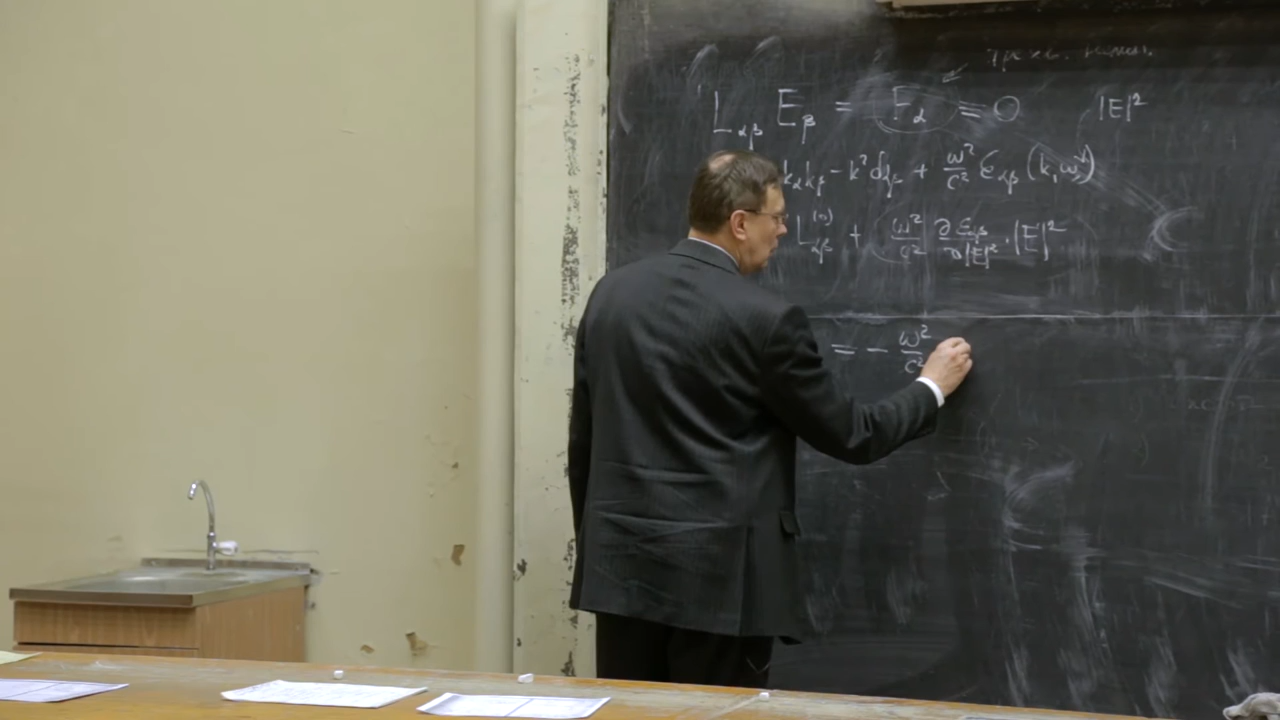 L_{αβ} E_β = F_α ≡ 0 |E|²
k_α k_β - k² δ_{αβ} + ω²/c² ε_{αβ} (k, ω)
L_{αβ}^{(0)} + ω²/c² ∂ε_{αβ}/∂|E|² · |E|²
= - ω²/c²